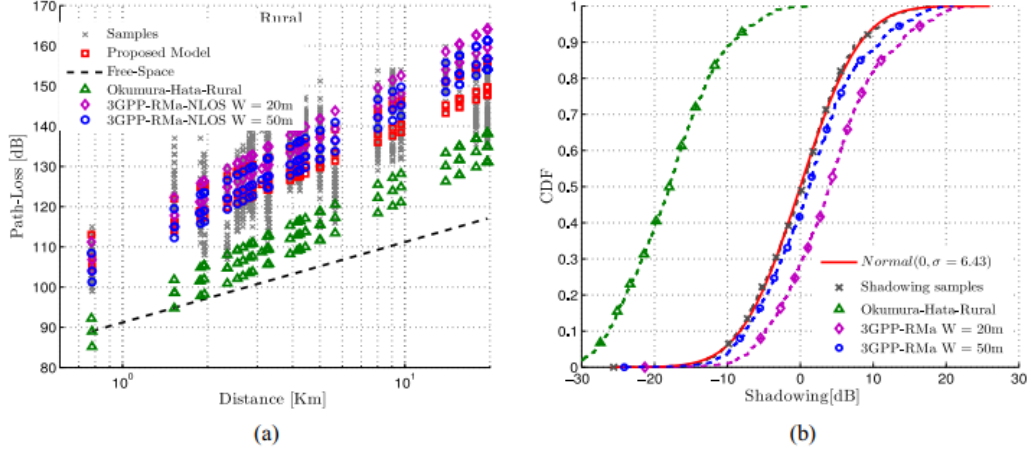 Rural
Samples
Proposed Model
Free-Space
Okumura-Hata-Rural
3GPP-RMa-NLOS W = 20m
3GPP-RMa-NLOS W = 50m
170
160
150
140
130
120
110
100
90
80
Path-Loss [dB]
10⁰
10¹
Distance [Km]
(a)
1
0.9
0.8
0.7
0.6
0.5
0.4
0.3
0.2
0.1
0
CDF
Normal(0, σ = 6.43)
Shadowing samples
Okumura-Hata-Rural
3GPP-RMa W = 20m
3GPP-RMa W = 50m
-30
-20
-10
0
10
20
30
Shadowing[dB]
(b)